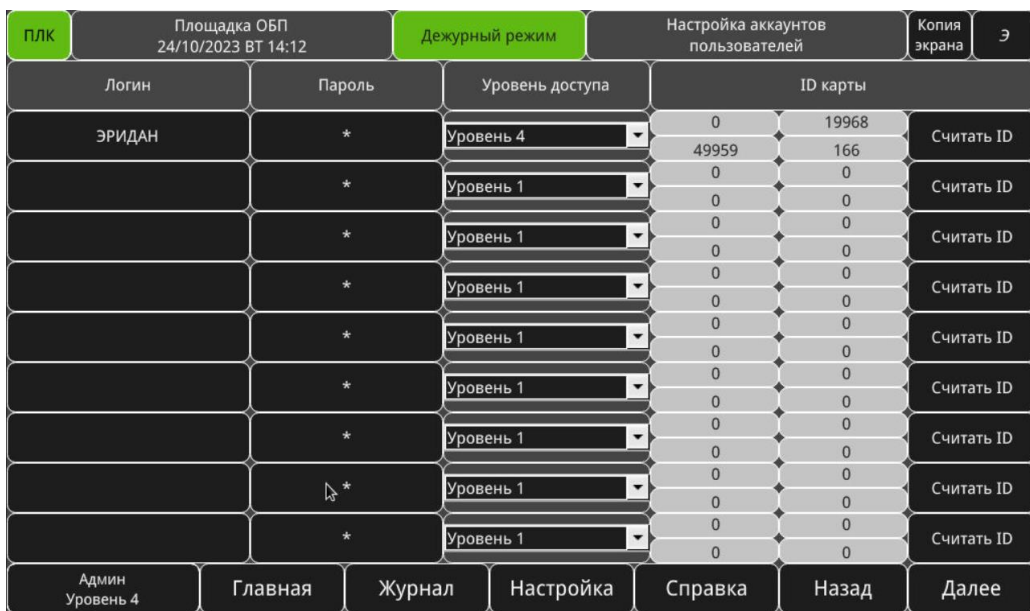 ПЛК
Площадка ОБП
24/10/2023 ВТ 14:12
Дежурный режим
Настройка аккаунтов
пользователей
Копия
экрана
Э
Логин
Пароль
Уровень доступа
ID карты
ЭРИДАН
*
Уровень 4
0 19968
49959 166
Считать ID
*
Уровень 1
0 0
0 0
Считать ID
*
Уровень 1
0 0
0 0
Считать ID
*
Уровень 1
0 0
0 0
Считать ID
*
Уровень 1
0 0
0 0
Считать ID
*
Уровень 1
0 0
0 0
Считать ID
*
Уровень 1
0 0
0 0
Считать ID
*
Уровень 1
0 0
0 0
Считать ID
*
Уровень 1
0 0
0 0
Считать ID
Админ
Уровень 4
Главная
Журнал
Настройка
Справка
Назад
Далее